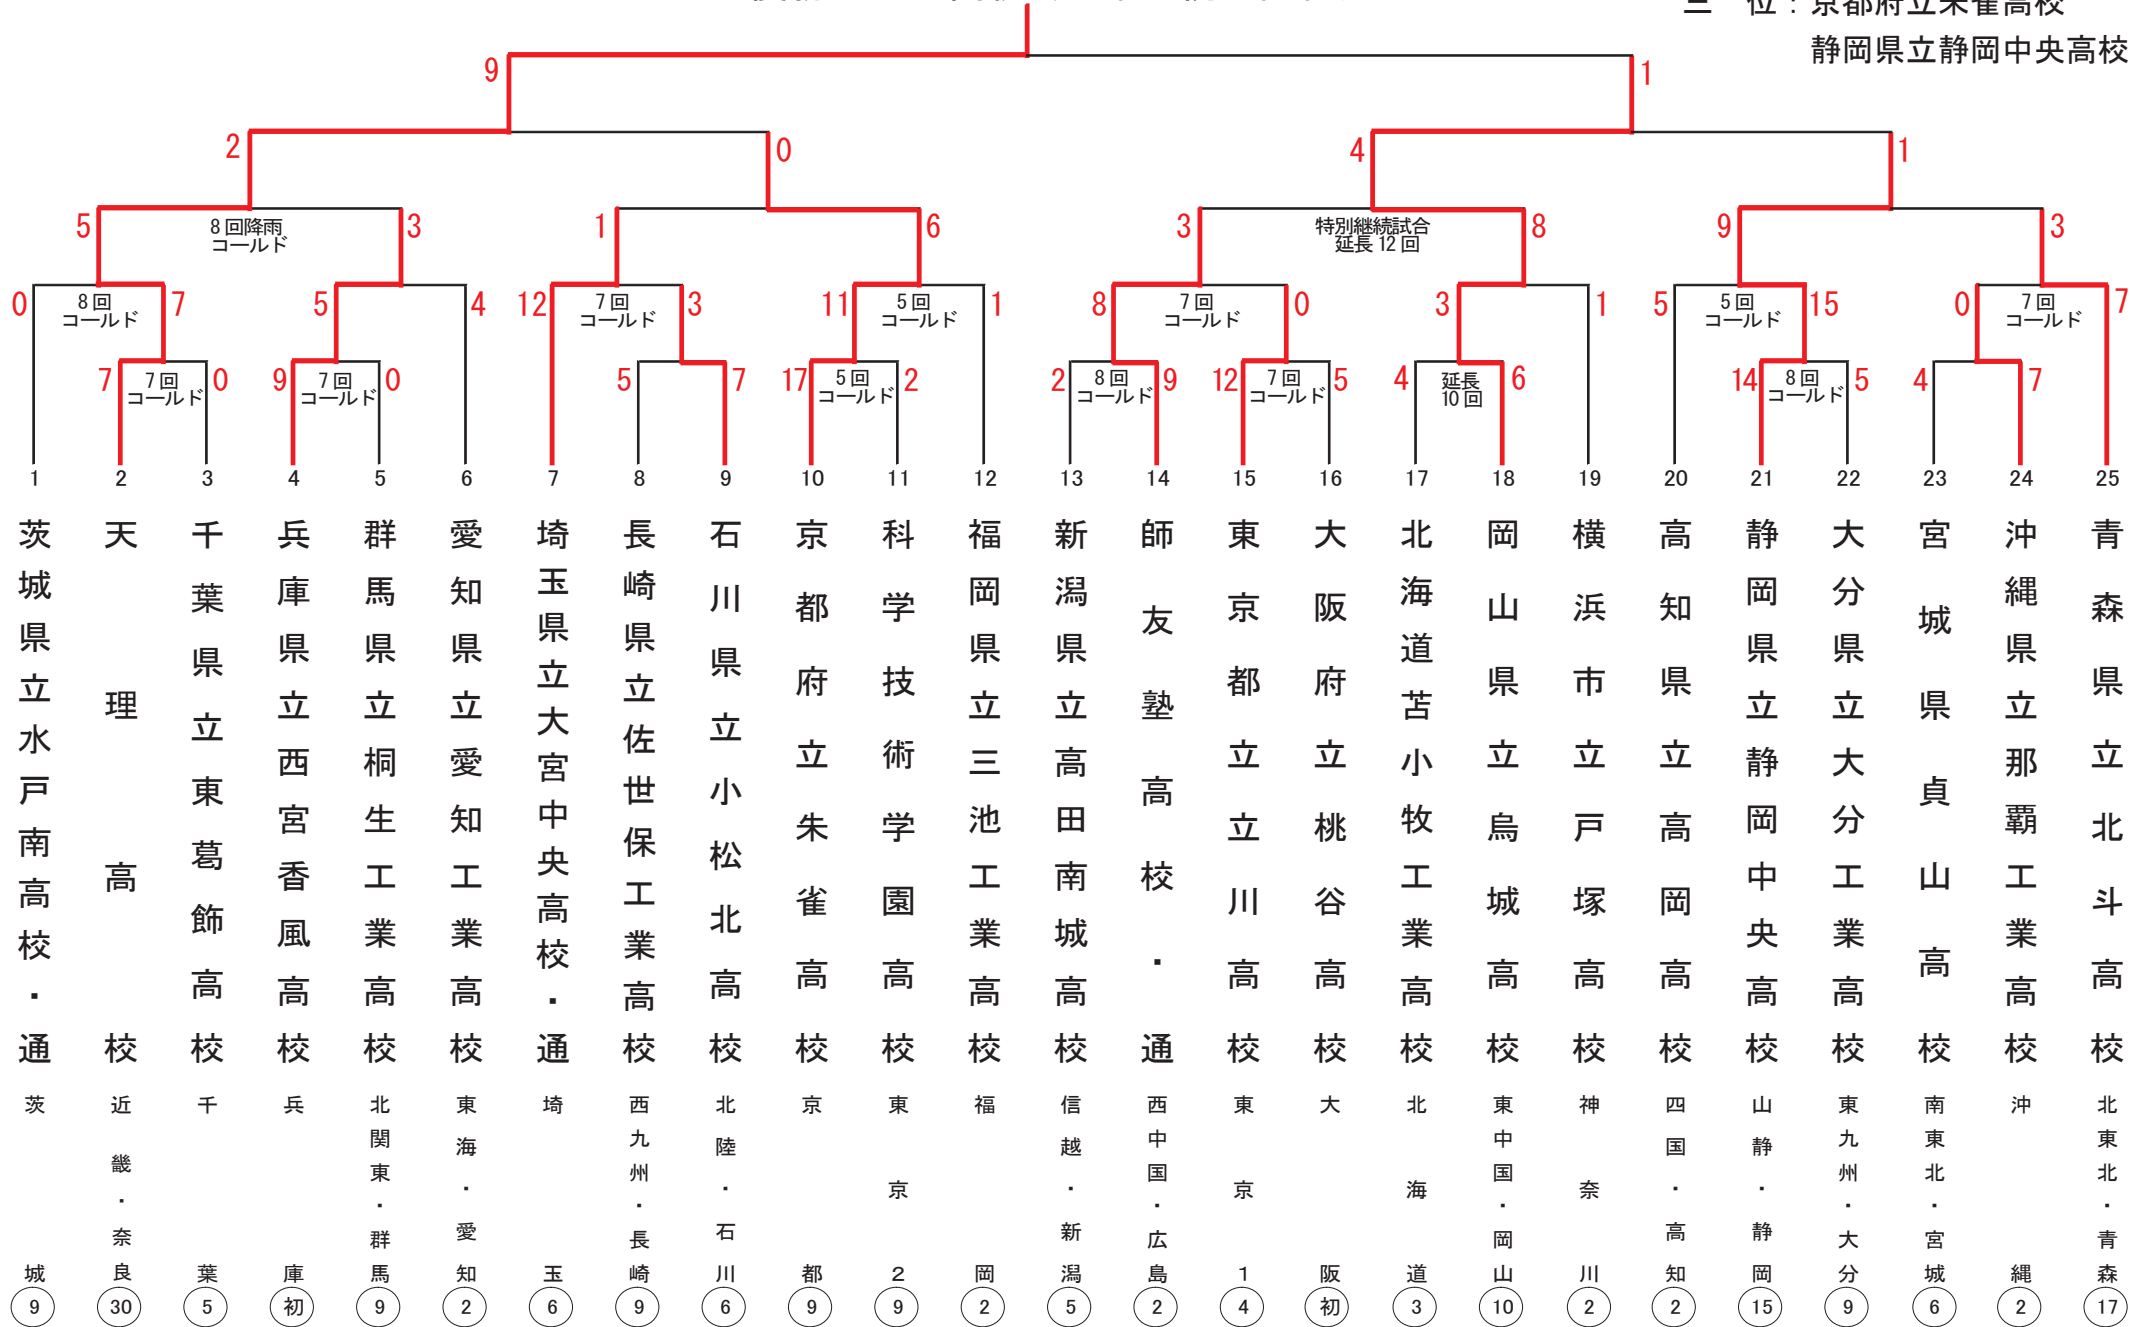 三 位：京都府立朱雀高校
静岡県立静岡中央高校
9 1
2 0 4 1
5 8回降雨 コールド 3 1 6 3 特別継続試合 延長12回 8 9 3
0 8回 コールド 7 5 4 12 7回 コールド 3 11 5回 コールド 1 8 7回 コールド 0 3 1 5 5回 コールド 15 0 7回 コールド 7
7 7回 コールド 0 9 7回 コールド 0 5 7 17 5回 コールド 2 2 8回 コールド 9 12 7回 コールド 5 4 延長 10回 6 14 8回 コールド 5 4 7
1 2 3 4 5 6 7 8 9 10 11 12 13 14 15 16 17 18 19 20 21 22 23 24 25
茨城県立水戸南高校・通
天理高校
千葉県立東葛飾高校
兵庫県立西宮香風高校
群馬県立桐生工業高校
愛知県立愛知工業高校
埼玉県立大宮中央高校・通
長崎県立佐世保工業高校
石川県立小松北高校
京都府立朱雀高校
科学技術学園高校
福岡県立三池工業高校
新潟県立高田南城高校
師友塾高校・通
東京都立立川高校
大阪府立桃谷高校
北海道苫小牧工業高校
岡山県立烏城高校
横浜市立戸塚高校
高知県立高岡高校
静岡県立静岡中央高校
大分県立大分工業高校
宮城県貞山高校
沖縄県立那覇工業高校
青森県立北斗高校
茨城
近畿・奈良
千葉
兵庫
北関東・群馬
東海・愛知
埼玉
西九州・長崎
北陸・石川
京都
東京2
福岡
信越・新潟
西中国・広島
東京1
大阪
北海道
東中国・岡山
神奈川
四国・高知
山静・静岡
東九州・大分
南東北・宮城
沖縄
北東北・青森
9 30 5 初 9 2 6 9 6 9 9 2 5 2 4 初 3 10 2 2 15 9 6 2 17